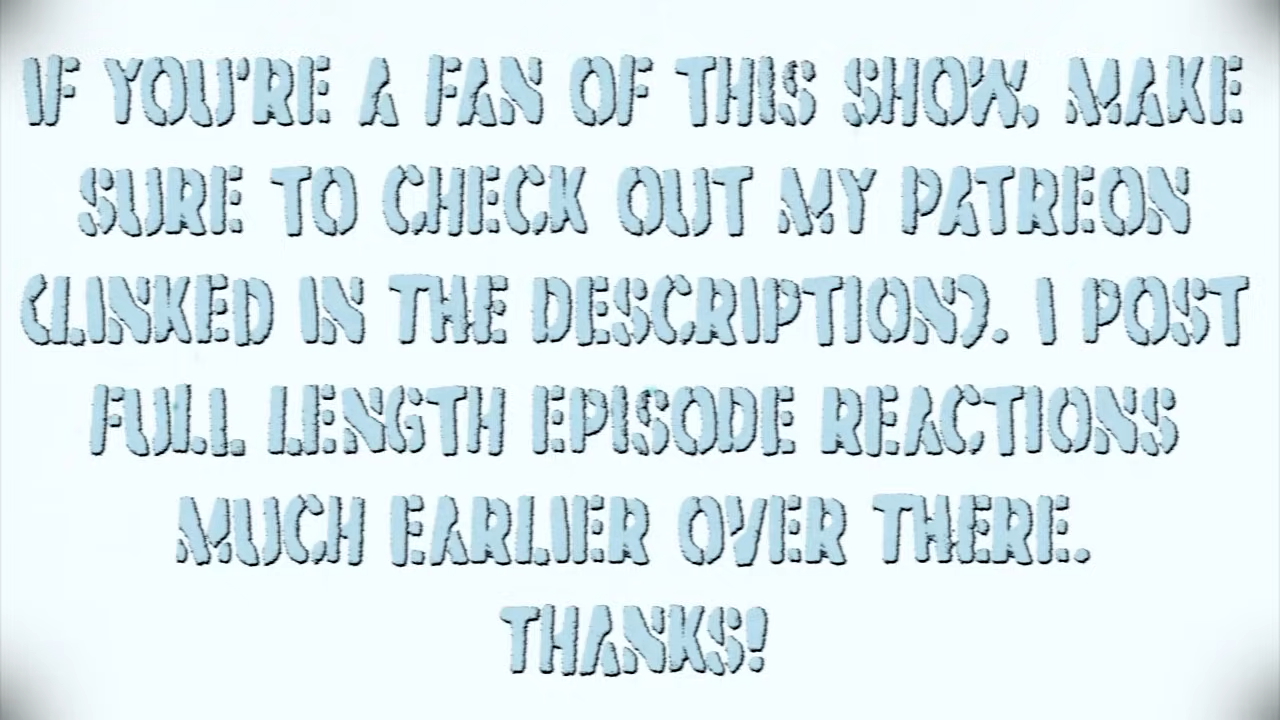 IF YOU'RE A FAN OF THIS SHOW, MAKE
SURE TO CHECK OUT MY PATREON
(LINKED IN THE DESCRIPTION). I POST
FULL LENGTH EPISODE REACTIONS
MUCH EARLIER OVER THERE.
THANKS!